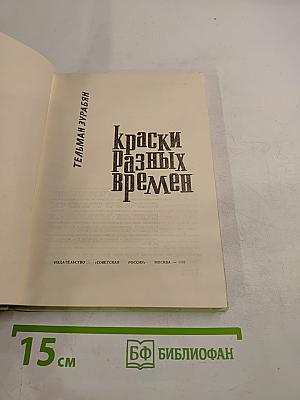 ТЕЛЬМАН ЗУРАБЯН
краски
разных
времен
ИЗДАТЕЛЬСТВО «СОВЕТСКАЯ РОССИЯ» МОСКВА —
15 см
БФ БИБЛИОФАН